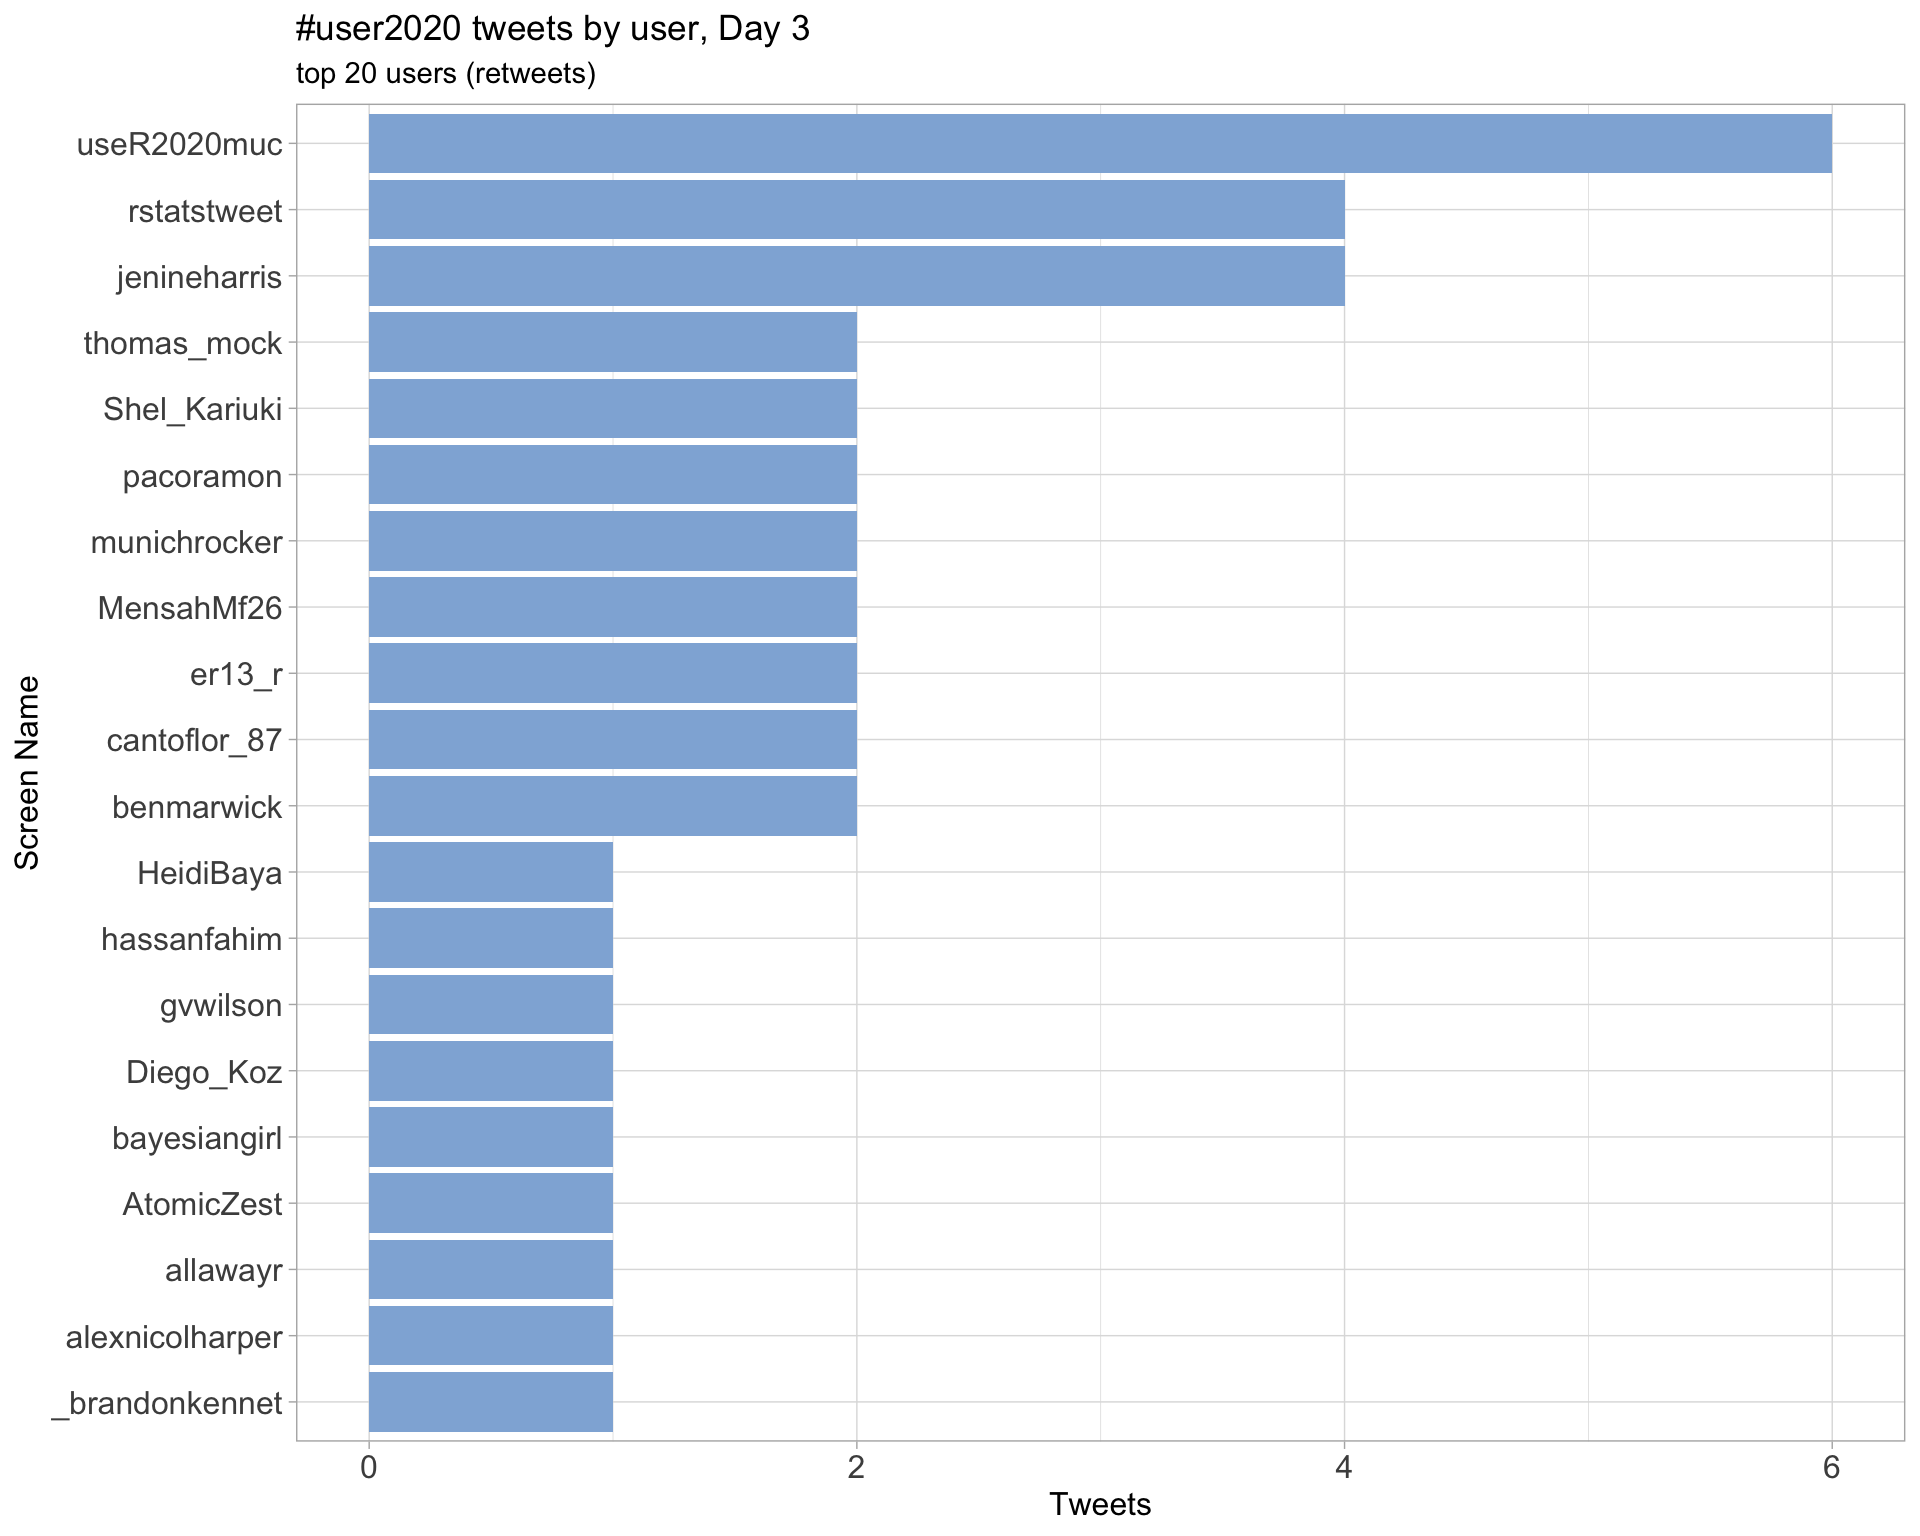 #user2020 tweets by user, Day 3
top 20 users (retweets)
useR2020muc
rstatstweet
jenineharris
thomas_mock
Shel_Kariuki
pacoramon
munichrocker
MensahMf26
er13_r
cantoflor_87
benmarwick
HeidiBaya
hassanfahim
gvwilson
Diego_Koz
bayesiangirl
AtomicZest
allawayr
alexnicolharper
_brandonkennet
Screen Name
0 2 4 6
Tweets